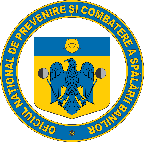 OFICIUL NAȚIONAL DE PREVENIRE ȘI COMBATERE A SPĂLĂRII BANILOR